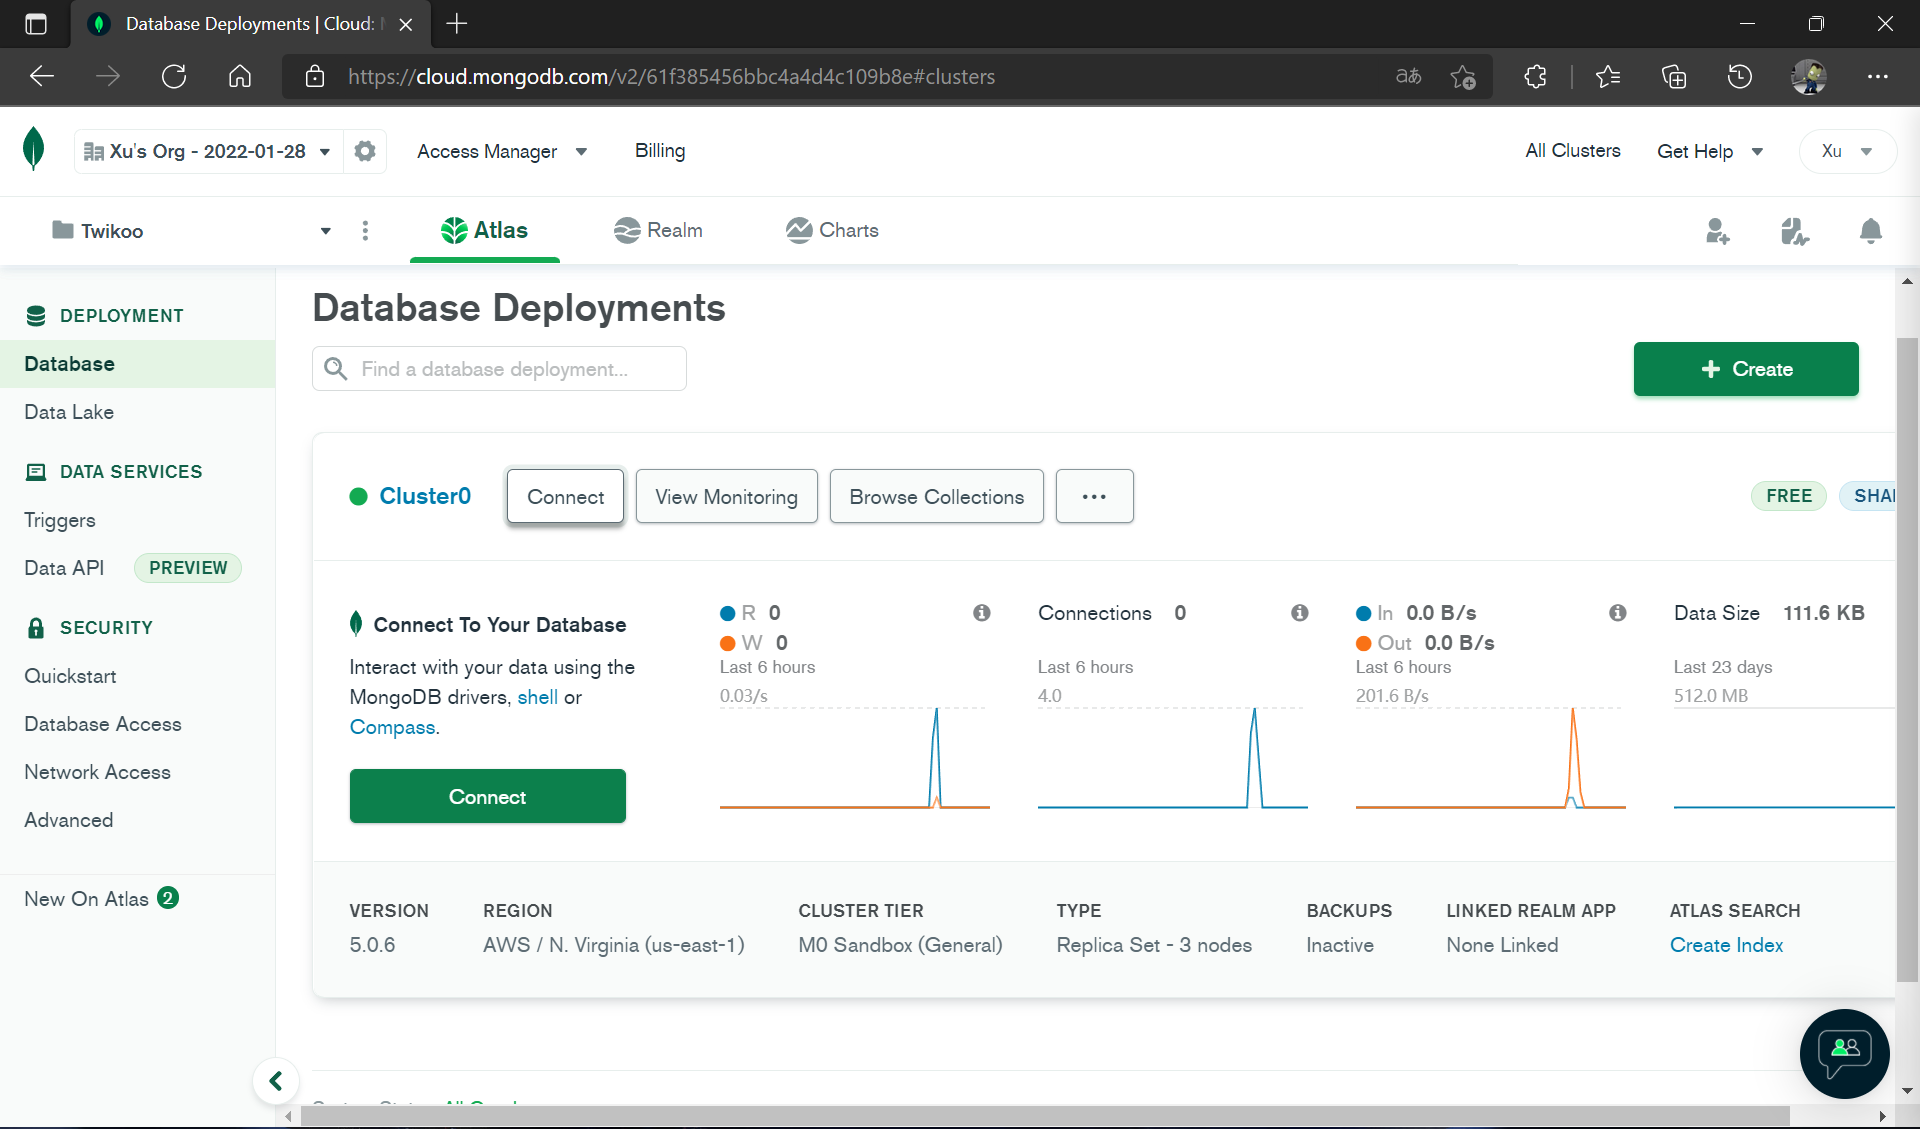 Database Deployments | Cloud:
https://cloud.mongodb.com/v2/61f385456bbc4a4d4c109b8e#clusters
aあ
Xu's Org - 2022-01-28
Access Manager
Billing
All Clusters
Get Help
Xu
Twikoo
Atlas
Realm
Charts
DEPLOYMENT
Database
Data Lake
DATA SERVICES
Triggers
Data API PREVIEW
SECURITY
Quickstart
Database Access
Network Access
Advanced
New On Atlas 2
Database Deployments
Find a database deployment...
+ Create
Cluster0
Connect
View Monitoring
Browse Collections
...
FREE
SHA
Connect To Your Database
Interact with your data using the
MongoDB drivers, shell or
Compass.
Connect
R 0
W 0
Last 6 hours
0.03/s
Connections 0
Last 6 hours
4.0
In 0.0 B/s
Out 0.0 B/s
Last 6 hours
201.6 B/s
Data Size 111.6 KB
Last 23 days
512.0 MB
VERSION
5.0.6
REGION
AWS / N. Virginia (us-east-1)
CLUSTER TIER
M0 Sandbox (General)
TYPE
Replica Set - 3 nodes
BACKUPS
Inactive
LINKED REALM APP
None Linked
ATLAS SEARCH
Create Index